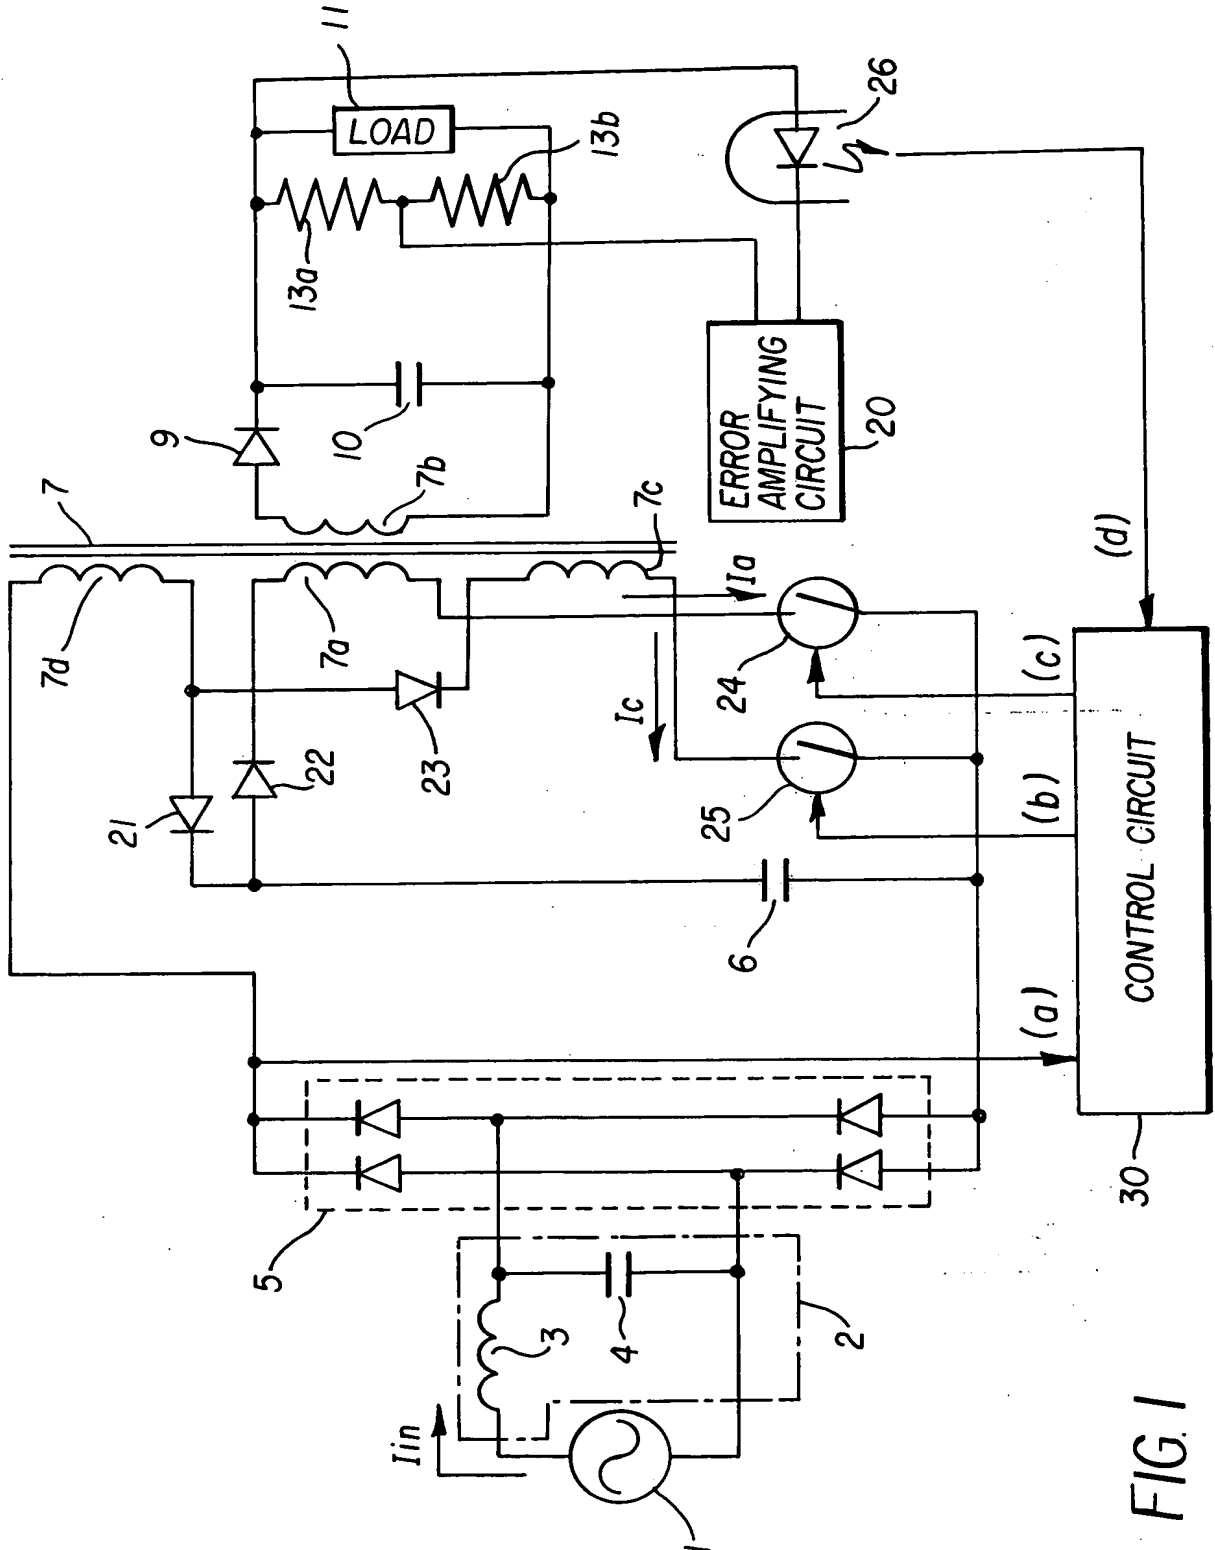 11
LOAD
13b
13a
26
9
10
7b
7
7d
7a
7c
Ia
Ic
ERROR
AMPLIFYING
CIRCUIT
20
21
22
23
24
25
6
(a)
(b)
(c)
(d)
CONTROL CIRCUIT
30
5
3
4
2
Iin
1
FIG. 1